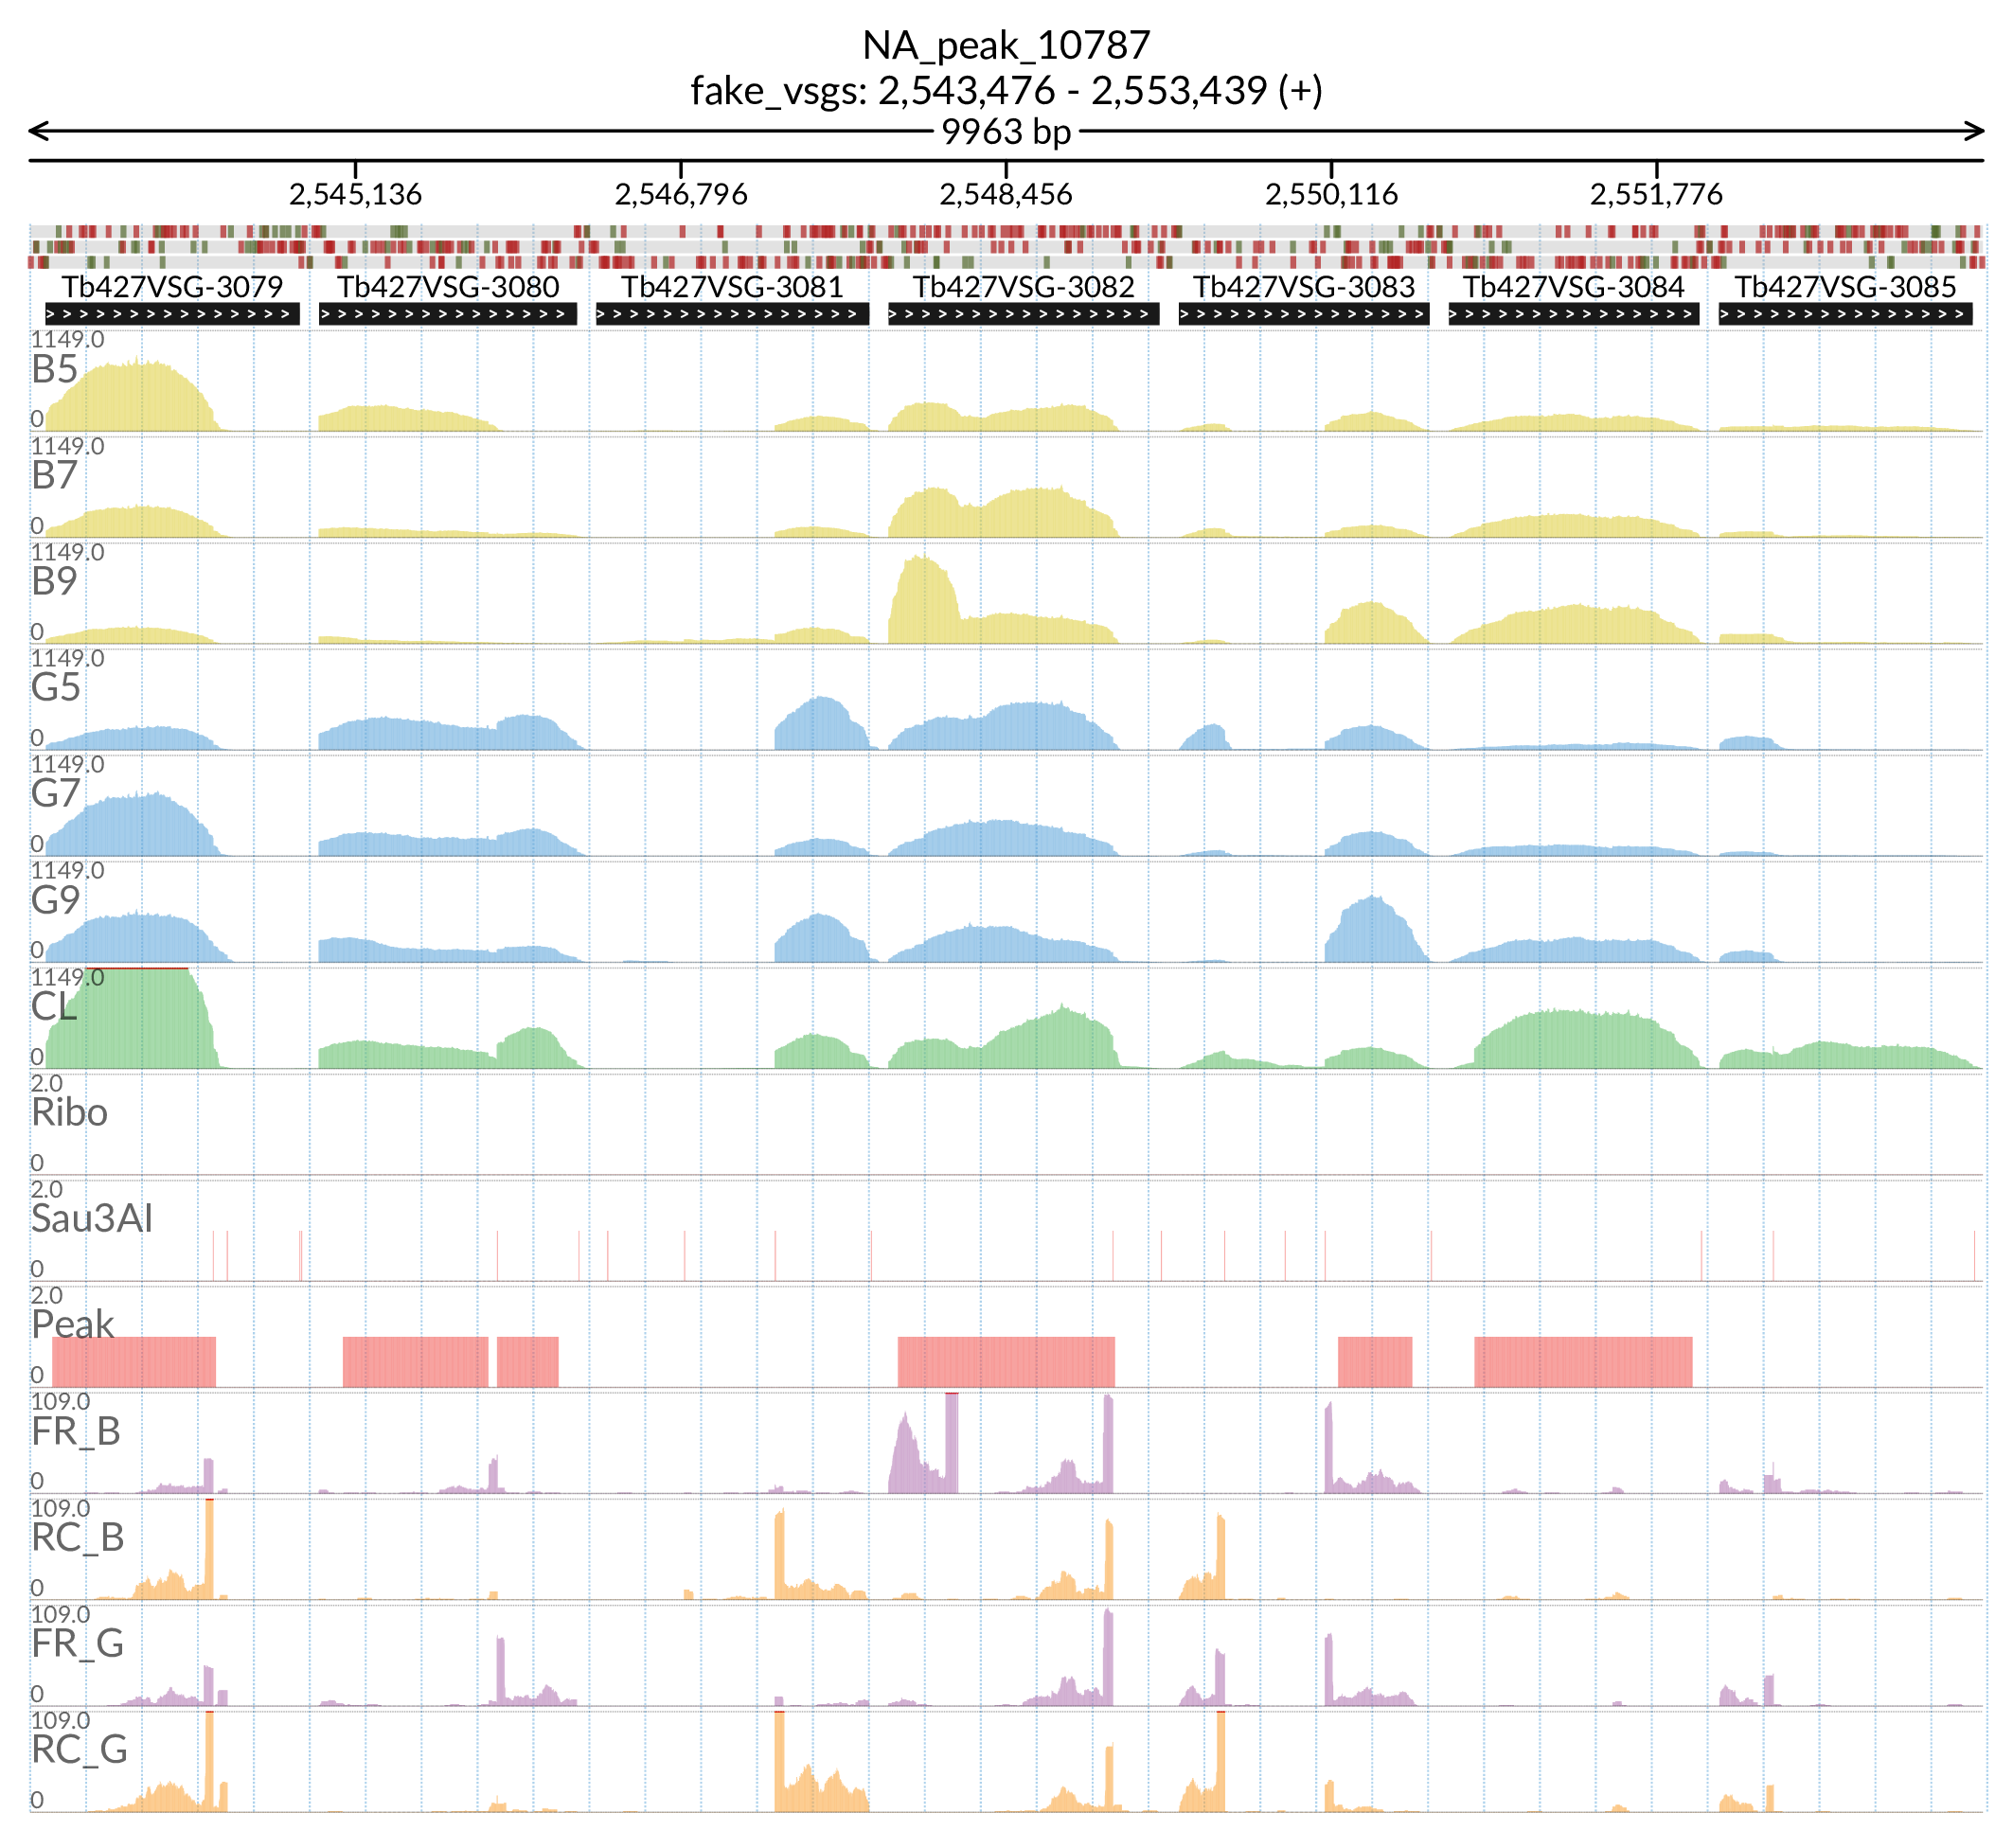 NA_peak_10787
fake_vsgs: 2,543,476 - 2,553,439 (+)
9963 bp
2,545,136 2,546,796 2,548,456 2,550,116 2,551,776
Tb427VSG-3079 Tb427VSG-3080 Tb427VSG-3081 Tb427VSG-3082 Tb427VSG-3083 Tb427VSG-3084 Tb427VSG-3085
1149.0
B5
0
1149.0
B7
0
1149.0
B9
0
1149.0
G5
0
1149.0
G7
0
1149.0
G9
0
1149.0
CL
0
2.0
Ribo
0
2.0
Sau3AI
0
2.0
Peak
0
109.0
FR_B
0
109.0
RC_B
0
109.0
FR_G
0
109.0
RC_G
0